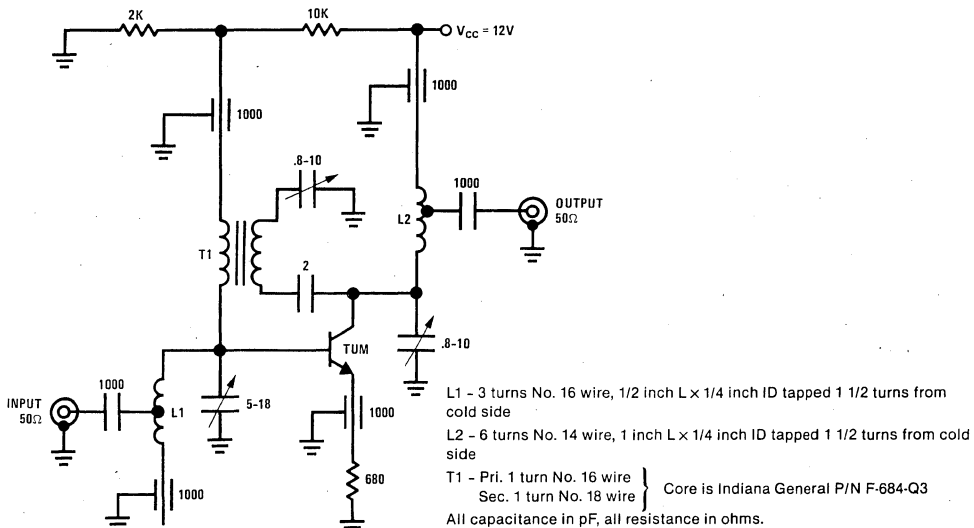 2K
10K
VCC = 12V
1000
1000
.8-10
1000
OUTPUT
50Ω
L2
T1
2
TUM
.8-10
1000
INPUT
50Ω
L1
5-18
1000
680
1000
L1 – 3 turns No. 16 wire, 1/2 inch L × 1/4 inch ID tapped 1 1/2 turns from
cold side
L2 – 6 turns No. 14 wire, 1 inch L × 1/4 inch ID tapped 1 1/2 turns from cold
side
T1 – Pri. 1 turn No. 16 wire
Sec. 1 turn No. 18 wire } Core is Indiana General P/N F-684-Q3
All capacitance in pF, all resistance in ohms.